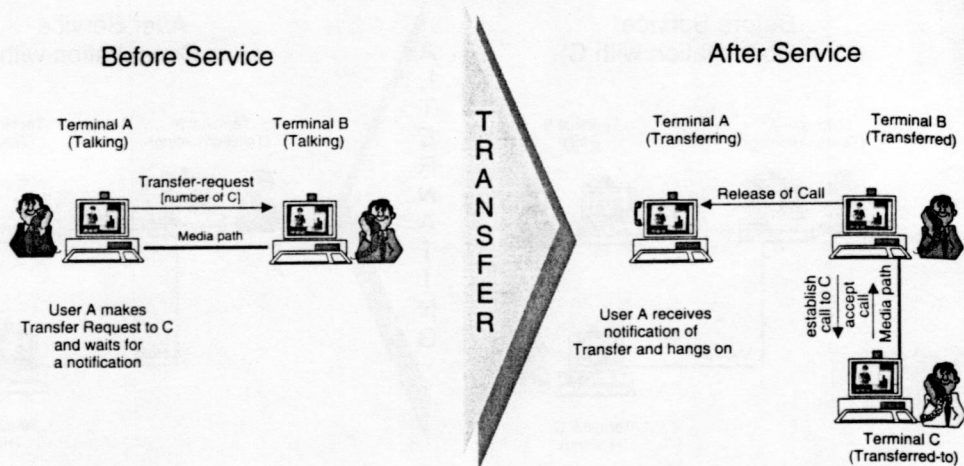 Before Service
Terminal A
(Talking)
Terminal B
(Talking)
Transfer-request
[number of C]
Media path
User A makes
Transfer Request to C
and waits for
a notification
TRANSFER
After Service
Terminal A
(Transferring)
Terminal B
(Transferred)
Release of Call
User A receives
notification of
Transfer and hangs on
establish
call to C
accept
call
Media path
Terminal C
(Transferred-to)